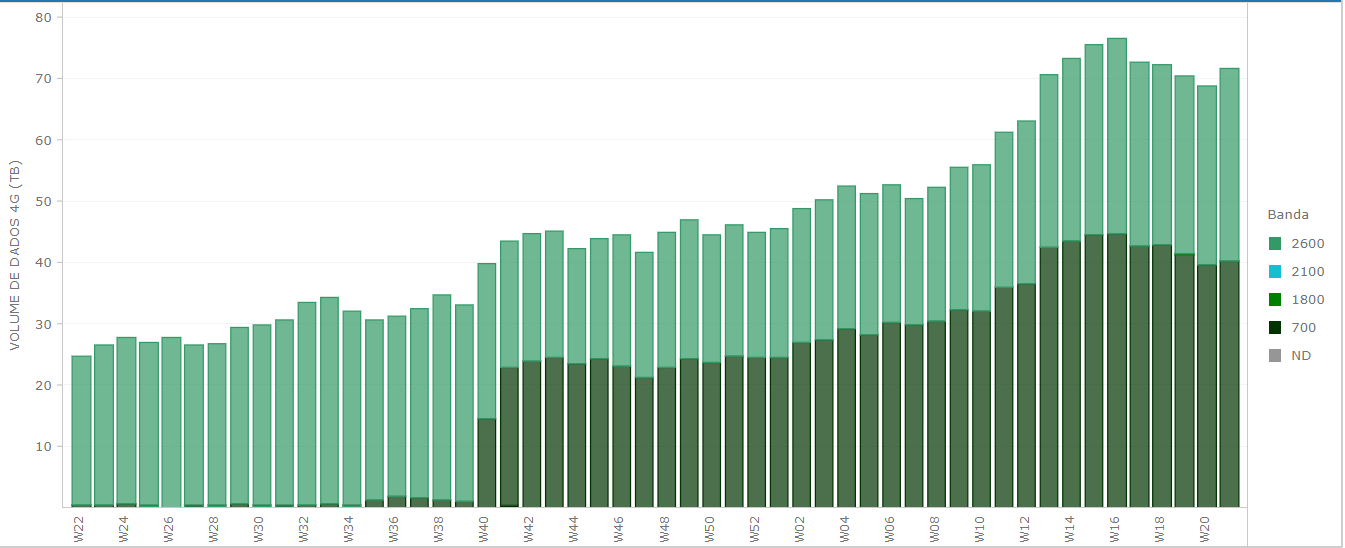 VOLUME DE DADOS 4G (TB)
80
70
60
50
40
30
20
10
W22
W24
W26
W28
W30
W32
W34
W36
W38
W40
W42
W44
W46
W48
W50
W52
W02
W04
W06
W08
W10
W12
W14
W16
W18
W20
Banda
2600
2100
1800
700
ND